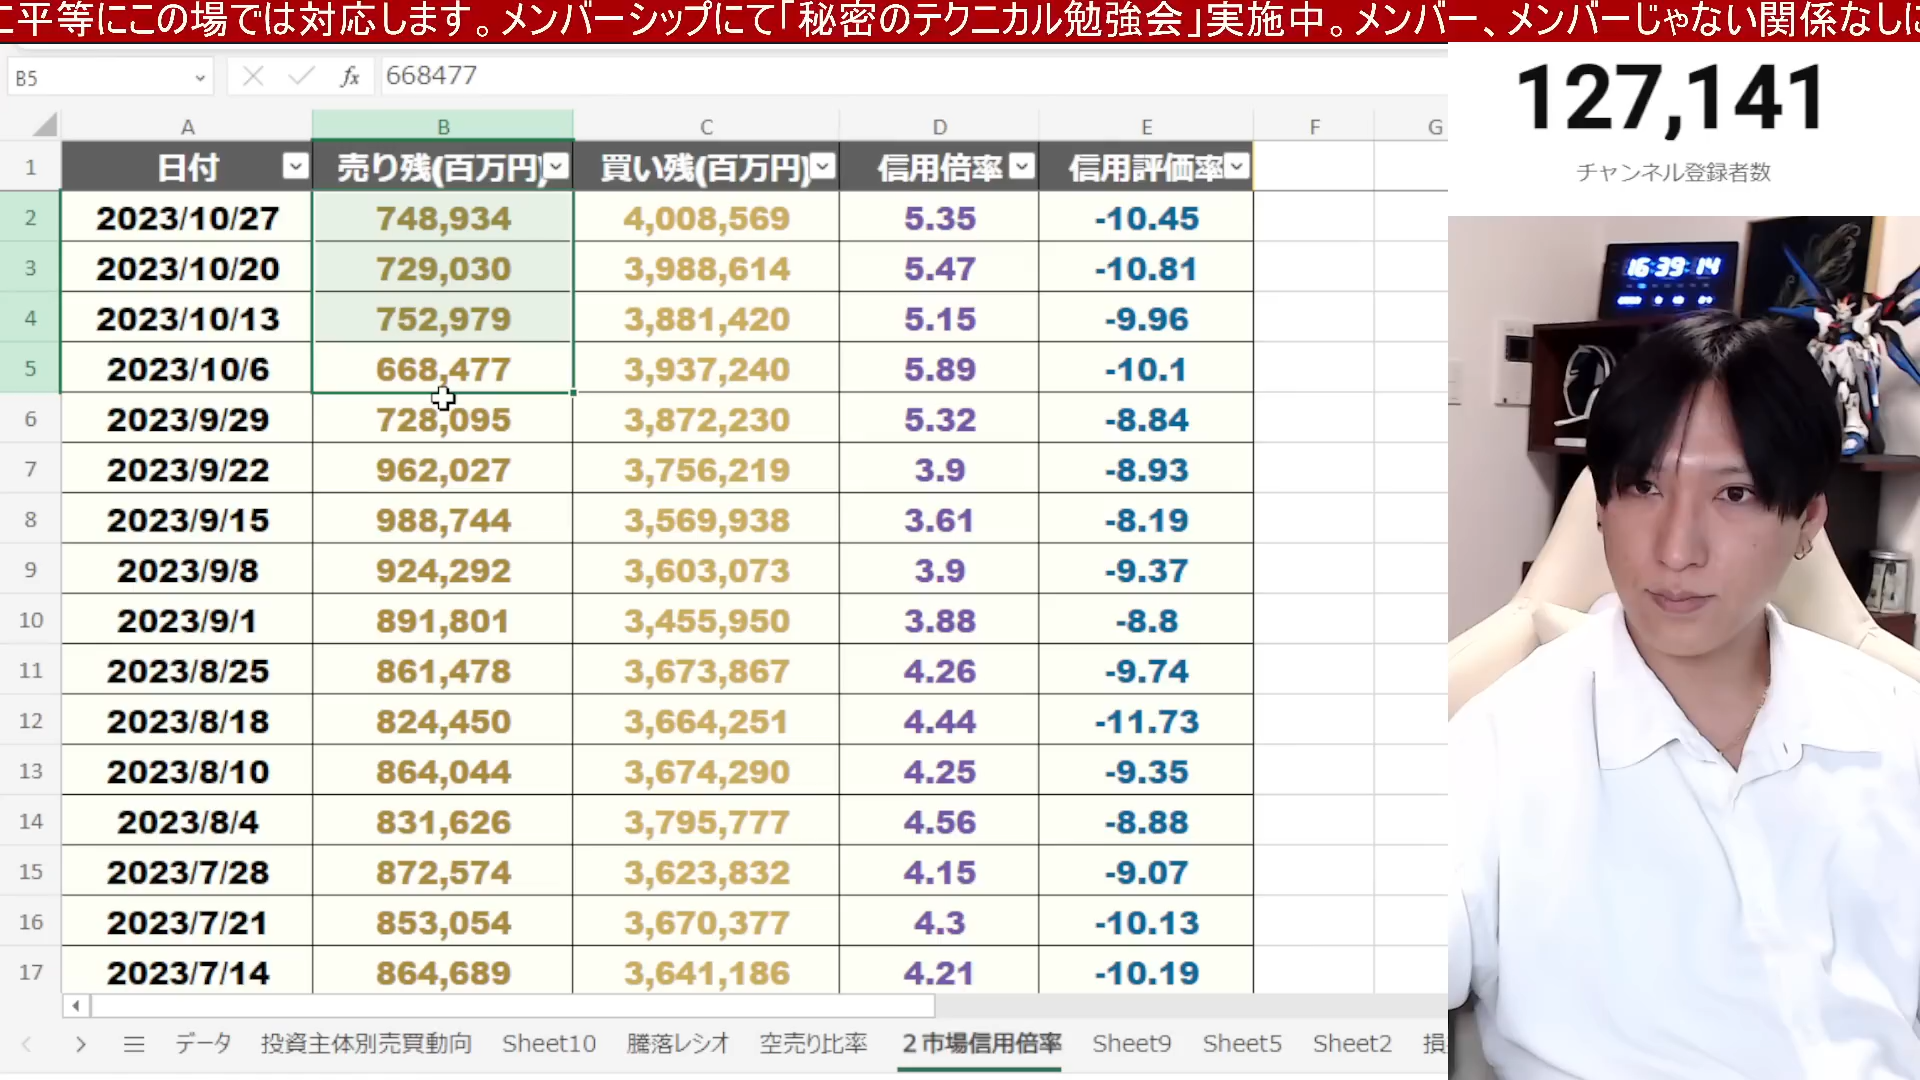 平等にこの場では対応します。メンバーシップにて「秘密のテクニカル勉強会」実施中。メンバー、メンバーじゃない関係なしに
B5 fx 668477
A B C D E F G
1 日付 売り残(百万円) 買い残(百万円) 信用倍率 信用評価率
2 2023/10/27 748,934 4,008,569 5.35 -10.45
3 2023/10/20 729,030 3,988,614 5.47 -10.81
4 2023/10/13 752,979 3,881,420 5.15 -9.96
5 2023/10/6 668,477 3,937,240 5.89 -10.1
6 2023/9/29 728,095 3,872,230 5.32 -8.84
7 2023/9/22 962,027 3,756,219 3.9 -8.93
8 2023/9/15 988,744 3,569,938 3.61 -8.19
9 2023/9/8 924,292 3,603,073 3.9 -9.37
10 2023/9/1 891,801 3,455,950 3.88 -8.8
11 2023/8/25 861,478 3,673,867 4.26 -9.74
12 2023/8/18 824,450 3,664,251 4.44 -11.73
13 2023/8/10 864,044 3,674,290 4.25 -9.35
14 2023/8/4 831,626 3,795,777 4.56 -8.88
15 2023/7/28 872,574 3,623,832 4.15 -9.07
16 2023/7/21 853,054 3,670,377 4.3 -10.13
17 2023/7/14 864,689 3,641,186 4.21 -10.19
データ 投資主体別売買動向 Sheet10 騰落レシオ 空売り比率 2市場信用倍率 Sheet9 Sheet5 Sheet2 損
127,141
チャンネル登録者数
16:39:14